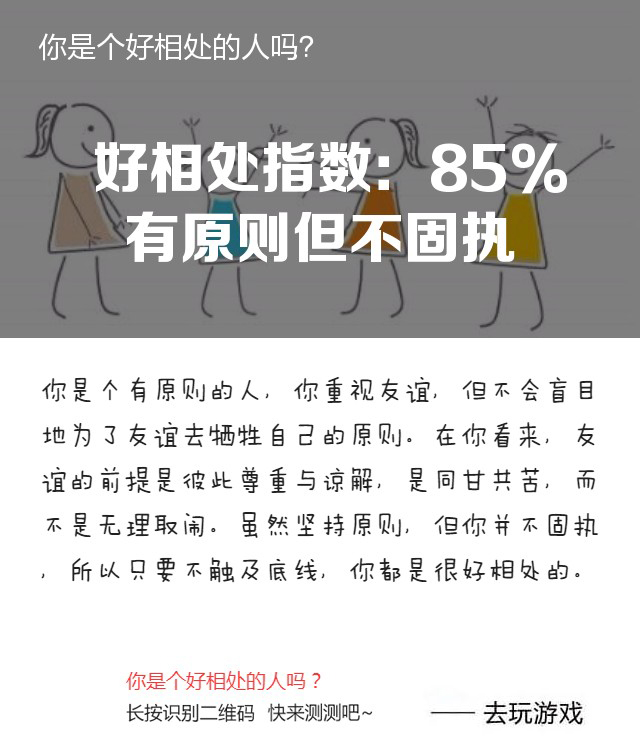 你是个好相处的人吗?
好相处指数: 85%
有原则但不固执
你是个有原则的人, 你重视友谊, 但不会盲目
地为了友谊去牺牲自己的原则。在你看来, 友
谊的前提是彼此尊重与谅解, 是同甘共苦, 而
不是无理取闹。虽然坚持原则, 但你并不固执
, 所以只要不触及底线, 你都是很好相处的。
你是个好相处的人吗？
长按识别二维码 快来测测吧~
—— 去玩游戏